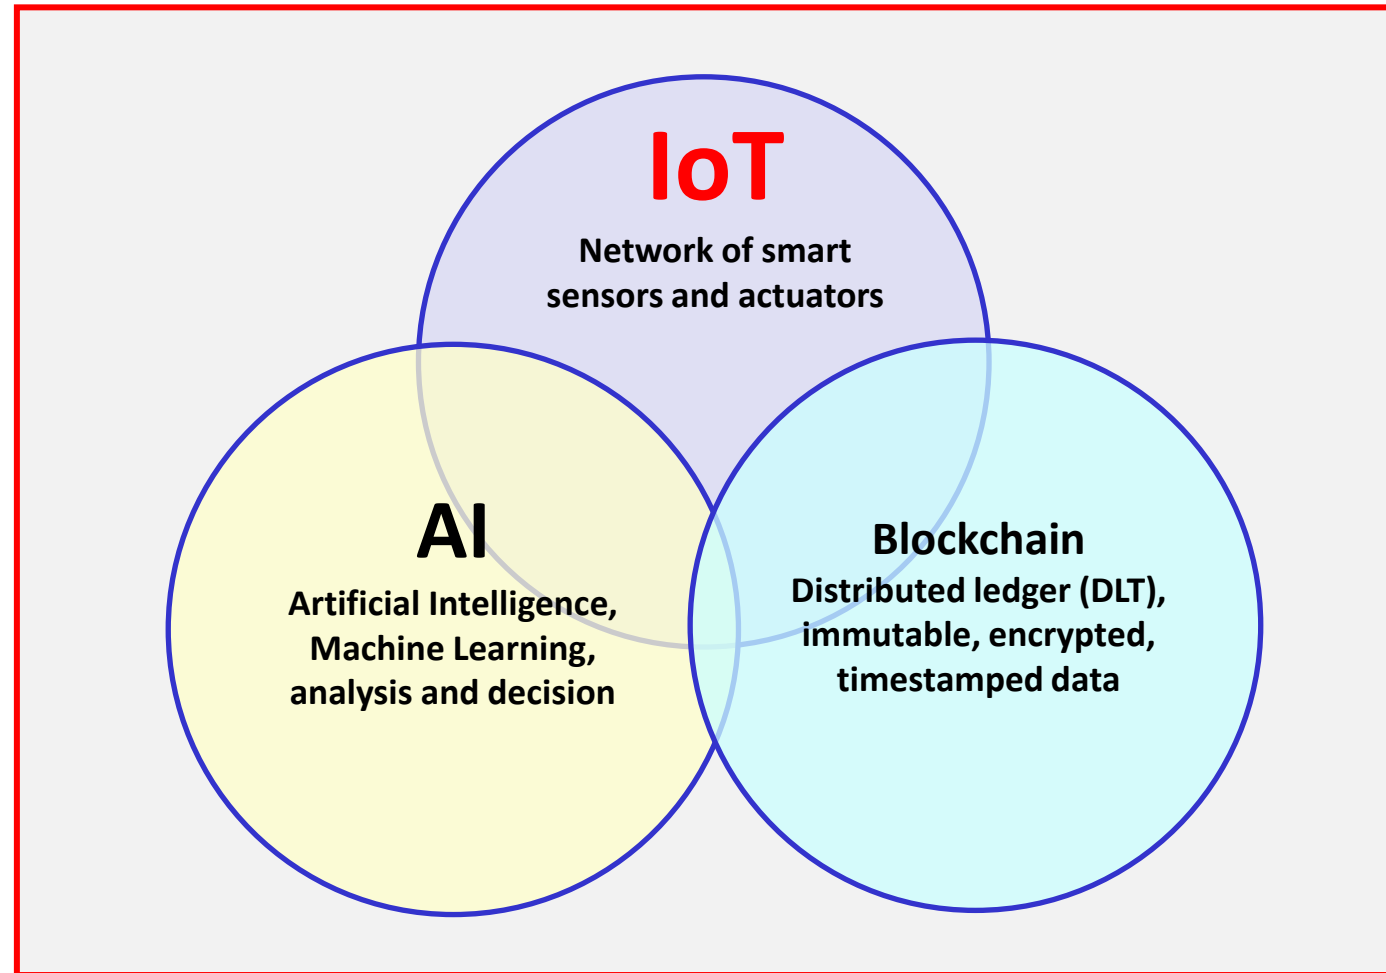 IoT
Network of smart
sensors and actuators
AI
Artificial Intelligence,
Machine Learning,
analysis and decision
Blockchain
Distributed ledger (DLT),
immutable, encrypted,
timestamped data